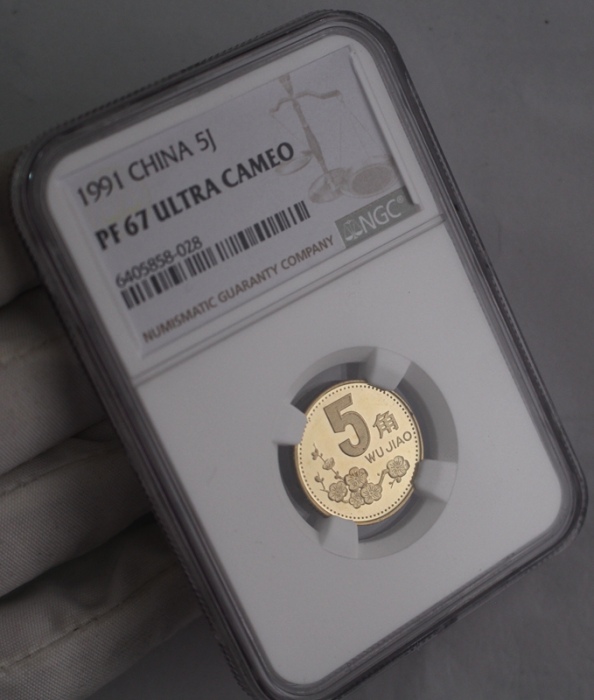 1991 CHINA 5J
PF 67 ULTRA CAMEO
6405858-028
NGC
NUMISMATIC GUARANTY COMPANY
5角
WU JIAO